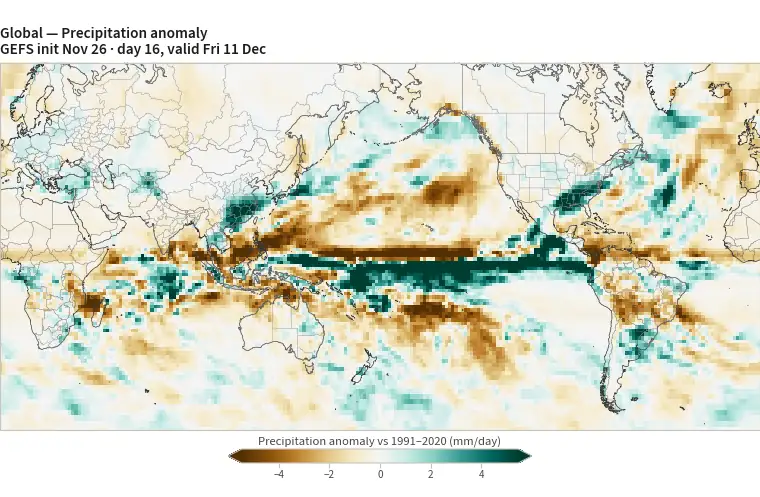 Global — Precipitation anomaly
GEFS init Nov 26 · day 16, valid Fri 11 Dec
Precipitation anomaly vs 1991–2020 (mm/day)
−4 −2 0 2 4